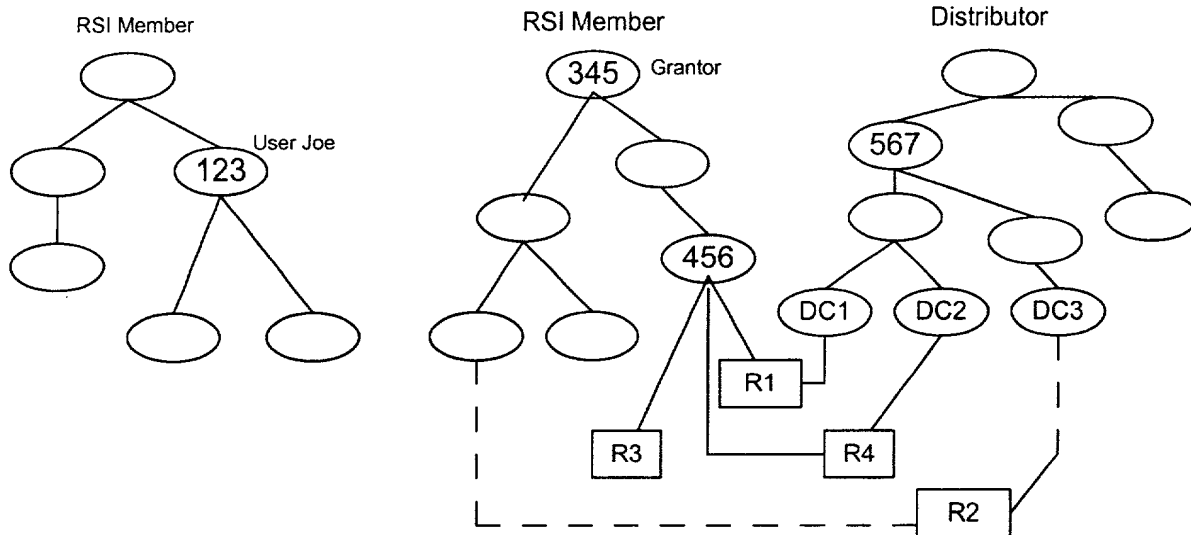 RSI Member
RSI Member
Distributor
345
Grantor
User Joe
123
567
456
DC1
DC2
DC3
R1
R3
R4
R2